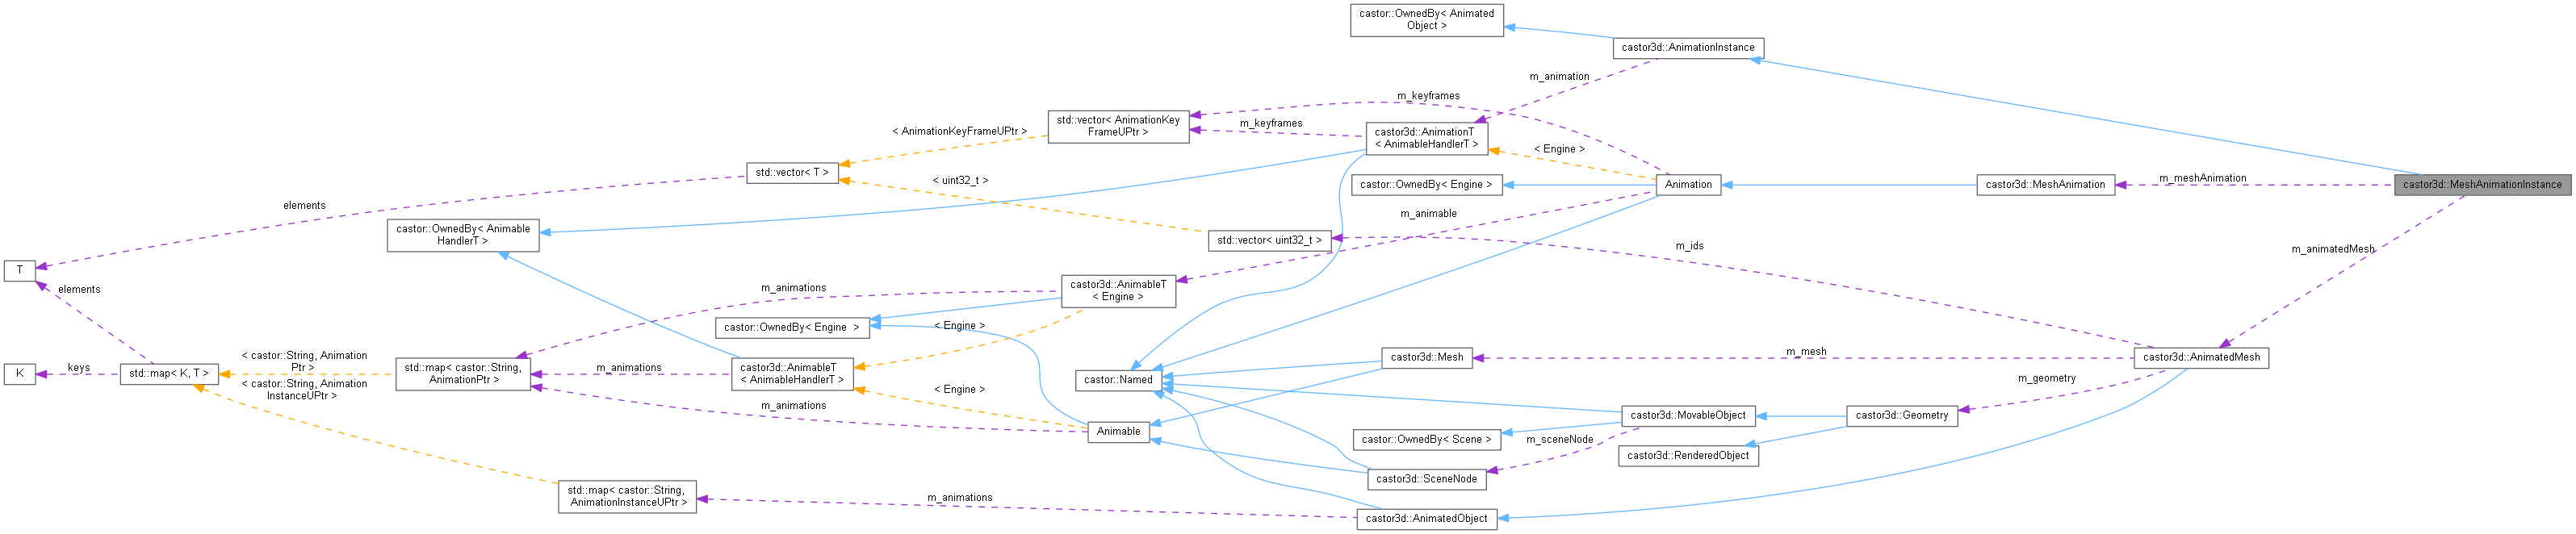 castor::OwnedBy< Animated
Object >
castor3d::AnimationInstance
m_animation
m_keyframes
std::vector< AnimationKey
FrameUPtr >
m_keyframes
castor3d::AnimationT
< AnimableHandlerT >
< AnimationKeyFrameUPtr >
< Engine >
std::vector< T >
< uint32_t >
castor::OwnedBy< Engine >
Animation
castor3d::MeshAnimation
m_meshAnimation
castor3d::MeshAnimationInstance
elements
m_animable
castor::OwnedBy< Animable
HandlerT >
std::vector< uint32_t >
m_ids
m_animatedMesh
T
elements
m_animations
castor3d::AnimableT
< Engine >
castor::OwnedBy< Engine  >
< Engine >
< castor::String, Animation
Ptr >
K
keys
std::map< K, T >
std::map< castor::String,
AnimationPtr >
m_animations
castor3d::AnimableT
< AnimableHandlerT >
castor3d::Mesh
m_mesh
castor3d::AnimatedMesh
castor::Named
m_geometry
< castor::String, Animation
InstanceUPtr >
< Engine >
m_animations
Animable
castor3d::MovableObject
castor3d::Geometry
castor::OwnedBy< Scene >
m_sceneNode
castor3d::RenderedObject
castor3d::SceneNode
std::map< castor::String,
AnimationInstanceUPtr >
m_animations
castor3d::AnimatedObject